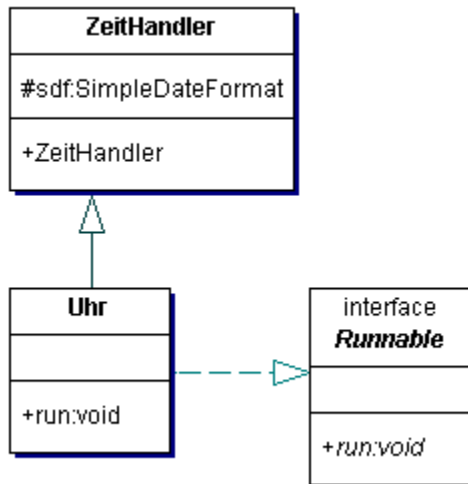 ZeitHandler
#sdf:SimpleDateFormat
+ZeitHandler
Uhr
+run:void
interface
Runnable
+run:void